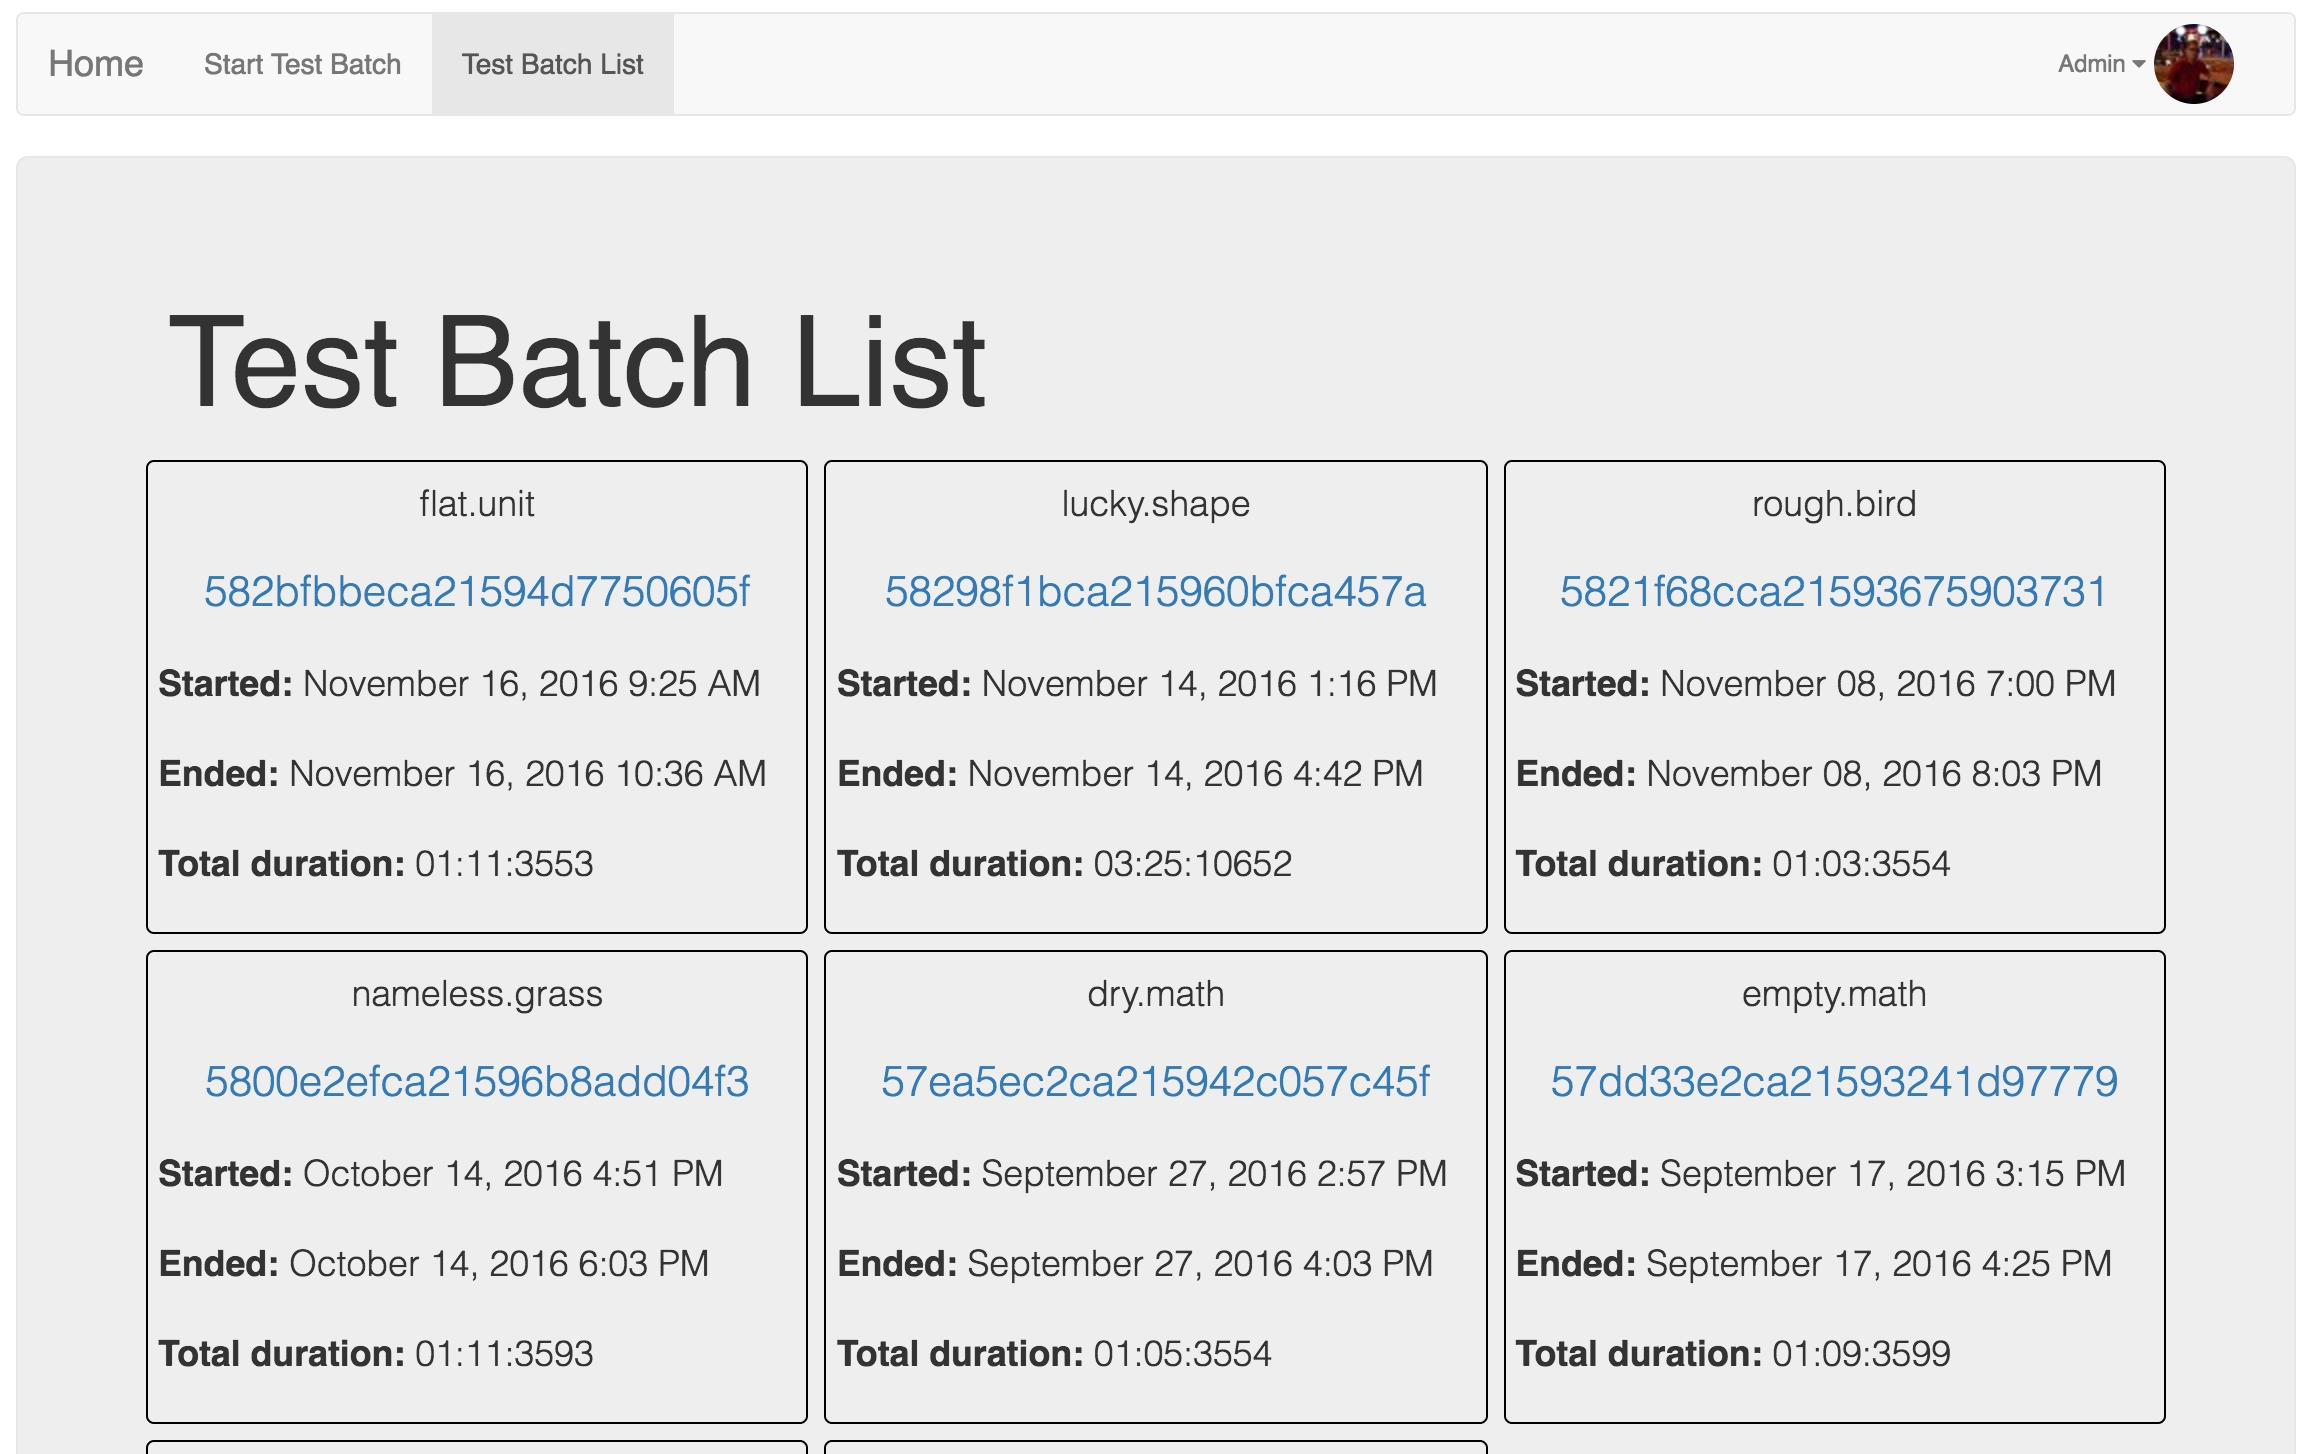 Home Start Test Batch Test Batch List Admin
Test Batch List
flat.unit
582bfbbeca21594d7750605f
Started: November 16, 2016 9:25 AM
Ended: November 16, 2016 10:36 AM
Total duration: 01:11:3553
lucky.shape
58298f1bca215960bfca457a
Started: November 14, 2016 1:16 PM
Ended: November 14, 2016 4:42 PM
Total duration: 03:25:10652
rough.bird
5821f68cca21593675903731
Started: November 08, 2016 7:00 PM
Ended: November 08, 2016 8:03 PM
Total duration: 01:03:3554
nameless.grass
5800e2efca21596b8add04f3
Started: October 14, 2016 4:51 PM
Ended: October 14, 2016 6:03 PM
Total duration: 01:11:3593
dry.math
57ea5ec2ca215942c057c45f
Started: September 27, 2016 2:57 PM
Ended: September 27, 2016 4:03 PM
Total duration: 01:05:3554
empty.math
57dd33e2ca21593241d97779
Started: September 17, 2016 3:15 PM
Ended: September 17, 2016 4:25 PM
Total duration: 01:09:3599